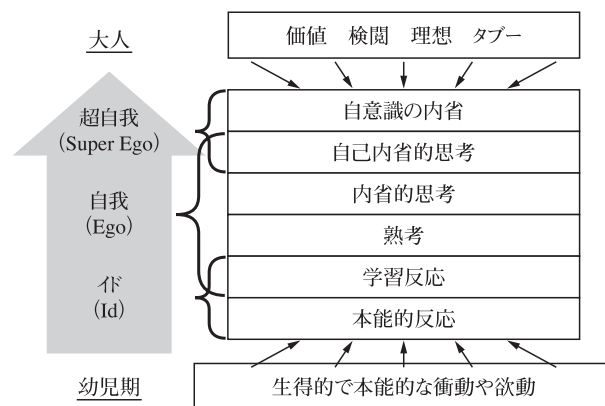 大人
価値 検閲 理想 タブー
超自我
(Super Ego)
自我
(Ego)
イド
(Id)
自意識の内省
自己内省的思考
内省的思考
熟考
学習反応
本能的反応
幼児期
生得的で本能的な衝動や欲動